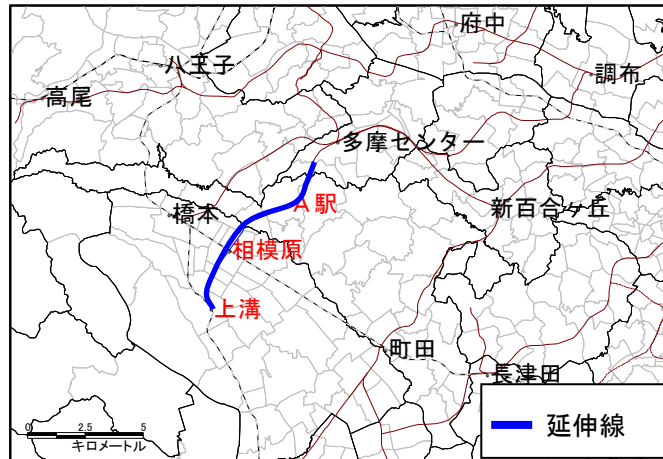 府中
八王子
調布
高尾
多摩センター
A駅
新百合ヶ丘
橋本
相模原
上溝
町田
長津田
延伸線
0 2.5 5
キロメートル